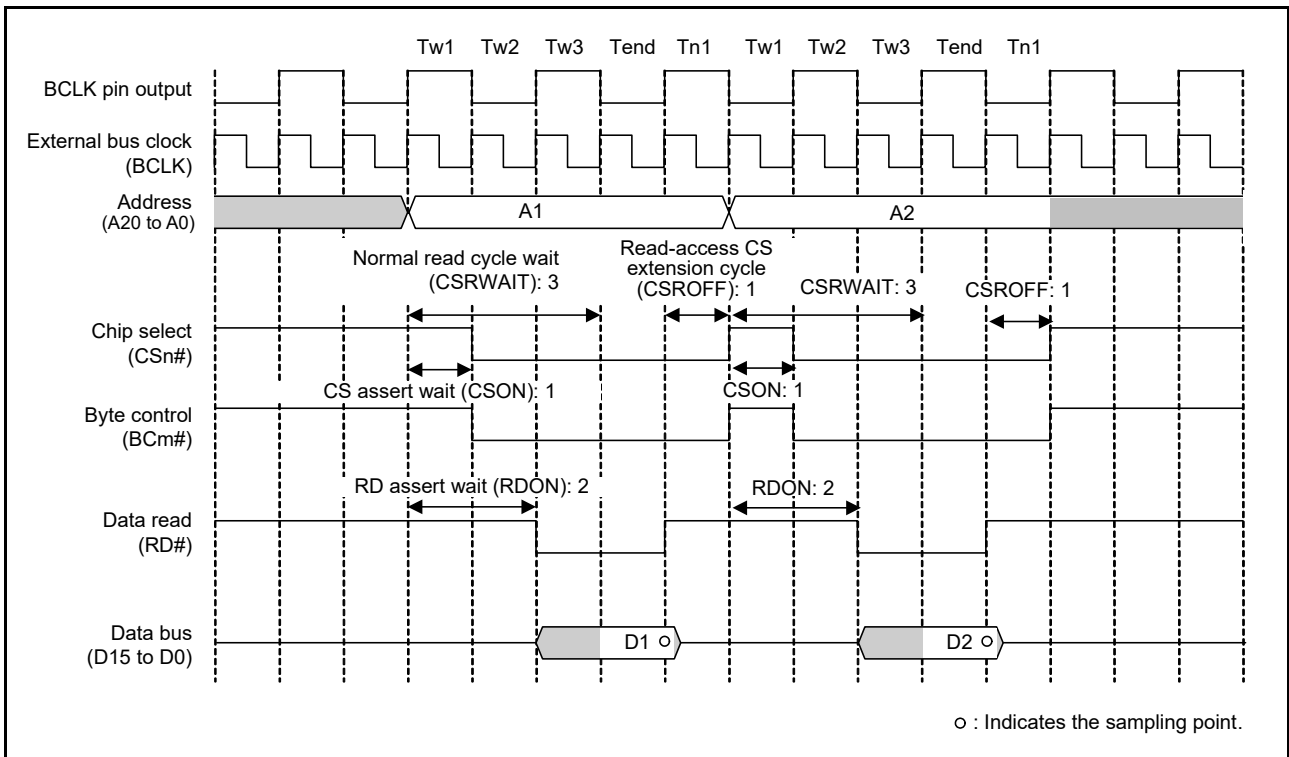 Tw1 Tw2 Tw3 Tend Tn1 Tw1 Tw2 Tw3 Tend Tn1
BCLK pin output
External bus clock
(BCLK)
Address
(A20 to A0)
A1
A2
Normal read cycle wait
(CSRWAIT): 3
Read-access CS
extension cycle
(CSROFF): 1
CSRWAIT: 3
CSROFF: 1
Chip select
(CSn#)
CS assert wait (CSON): 1
CSON: 1
Byte control
(BCm#)
RD assert wait (RDON): 2
RDON: 2
Data read
(RD#)
Data bus
(D15 to D0)
D1
D2
: Indicates the sampling point.